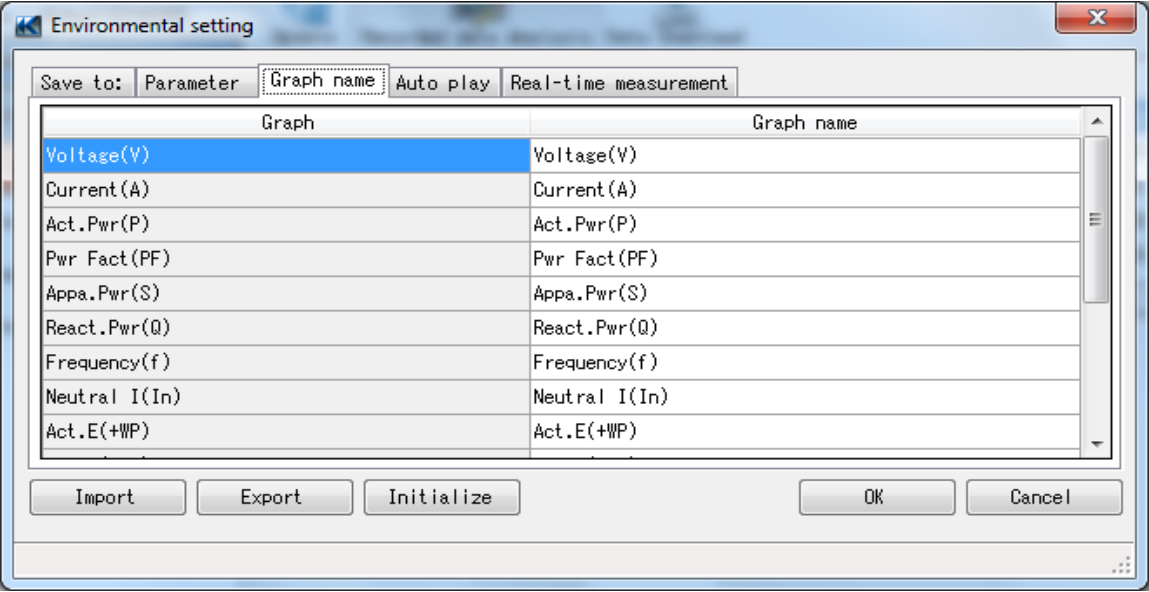 Environmental setting
Save to: Parameter Graph name Auto play Real-time measurement
Graph Graph name
Voltage(V) Voltage(V)
Current(A) Current(A)
Act.Pwr(P) Act.Pwr(P)
Pwr Fact(PF) Pwr Fact(PF)
Appa.Pwr(S) Appa.Pwr(S)
React.Pwr(Q) React.Pwr(Q)
Frequency(f) Frequency(f)
Neutral I(In) Neutral I(In)
Act.E(+WP) Act.E(+WP)
Import Export Initialize OK Cancel